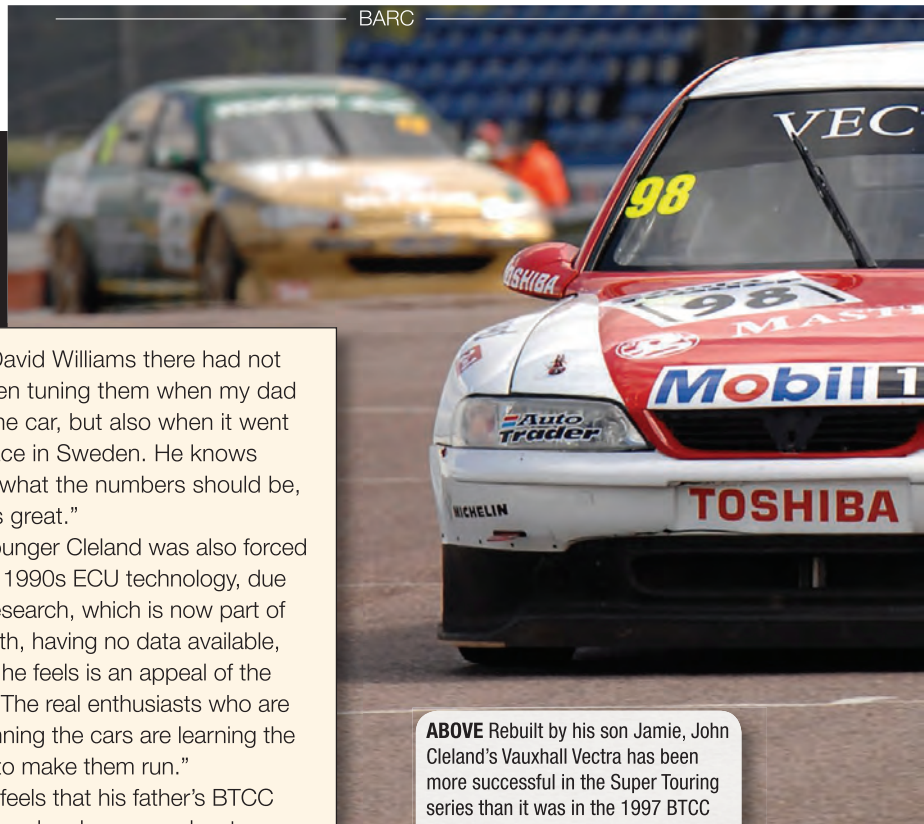 BARC
VEC
98
TOSHIBA
98
MAST
Mobil 1
Auto
Trader
MICHELIN
TOSHIBA
David Williams there had not
en tuning them when my dad
ne car, but also when it went
ace in Sweden. He knows
what the numbers should be,
s great.”
ounger Cleland was also forced
1990s ECU technology, due
esearch, which is now part of
th, having no data available,
he feels is an appeal of the
The real enthusiasts who are
nning the cars are learning the
to make them run.”
feels that his father’s BTCC
ABOVE Rebuilt by his son Jamie, John
Cleland’s Vauxhall Vectra has been
more successful in the Super Touring
series than it was in the 1997 BTCC